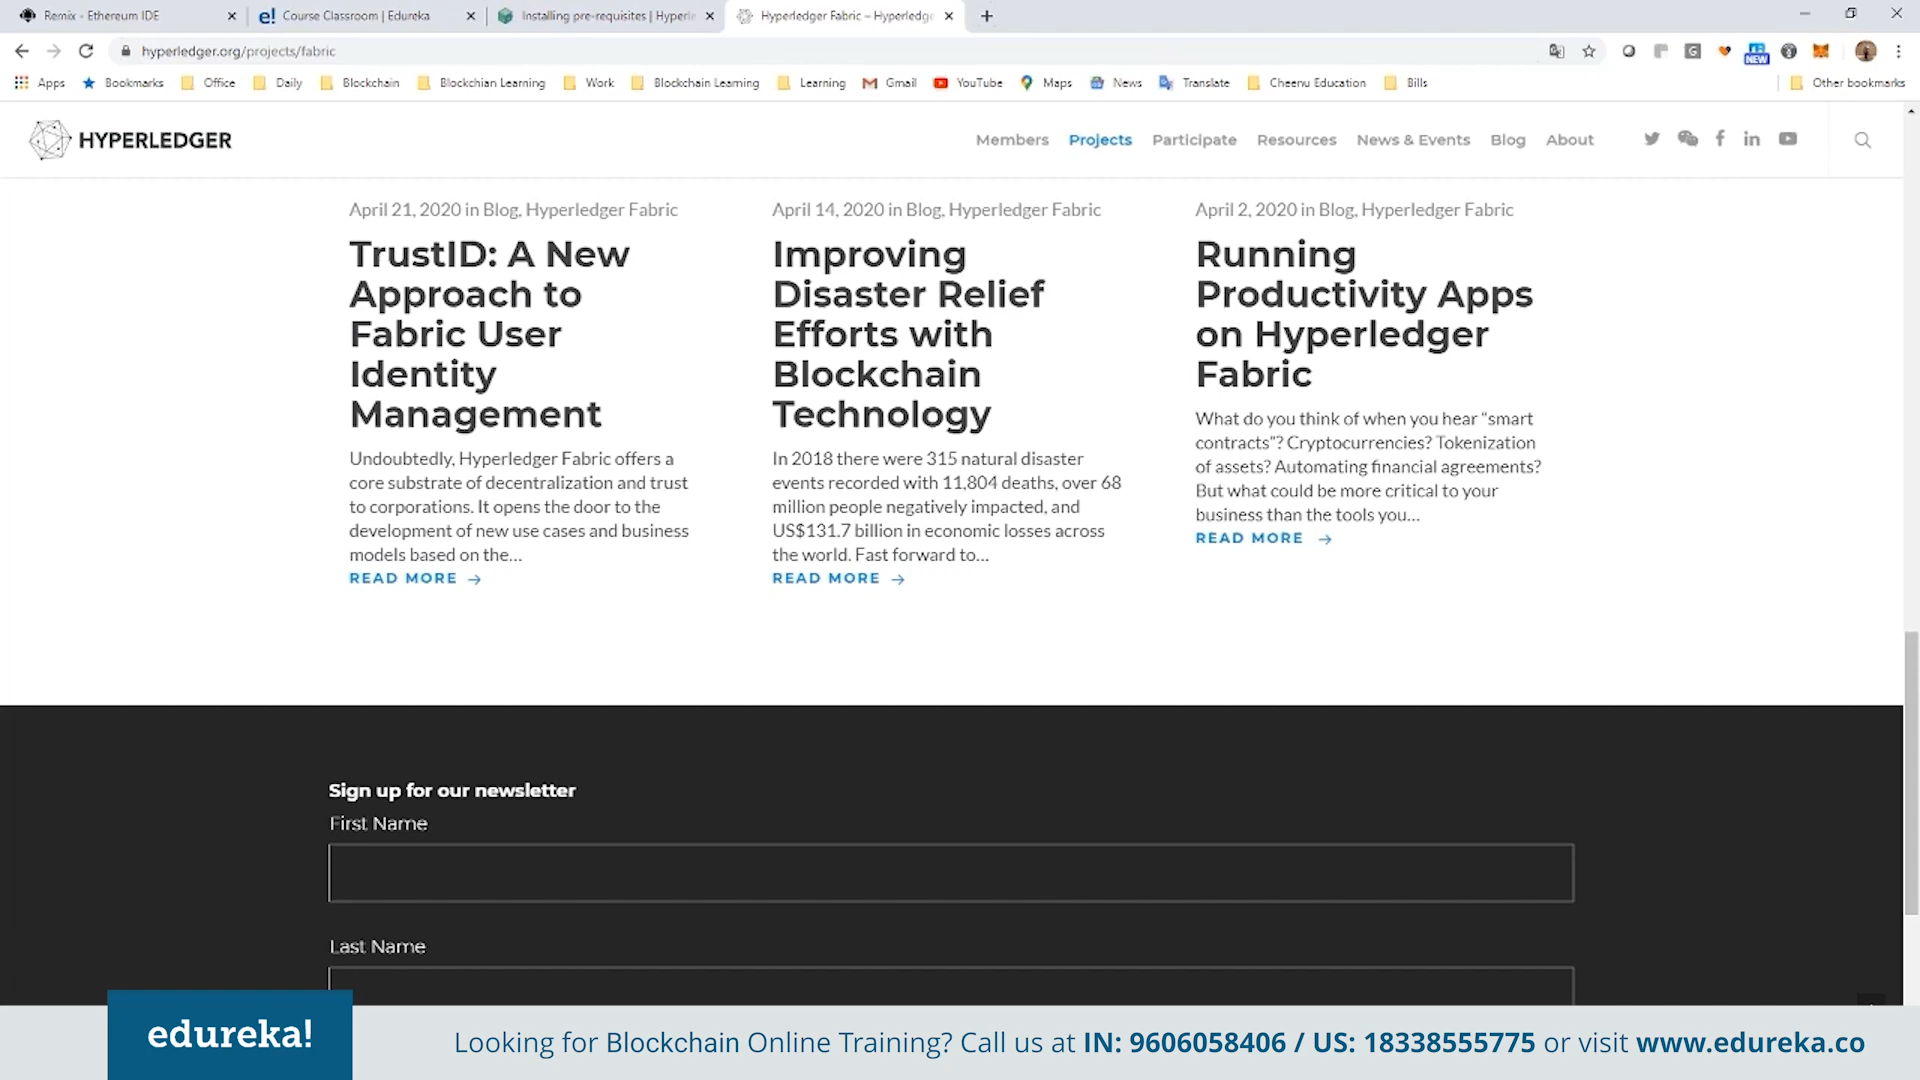 Remix - Ethereum IDE
e! Course Classroom | Edureka
Installing pre-requisites | Hyperle
Hyperledger Fabric – Hyperledge
hyperledger.org/projects/fabric
NEW
Apps Bookmarks Office Daily Blockchain Blockchian Learning Work Blockchain Learning Learning Gmail YouTube Maps News Translate Cheenu Education Bills Other bookmarks
HYPERLEDGER
Members Projects Participate Resources News & Events Blog About
April 21, 2020 in Blog, Hyperledger Fabric
TrustID: A New
Approach to
Fabric User
Identity
Management
Undoubtedly, Hyperledger Fabric offers a
core substrate of decentralization and trust
to corporations. It opens the door to the
development of new use cases and business
models based on the...
READ MORE →
April 14, 2020 in Blog, Hyperledger Fabric
Improving
Disaster Relief
Efforts with
Blockchain
Technology
In 2018 there were 315 natural disaster
events recorded with 11,804 deaths, over 68
million people negatively impacted, and
US$131.7 billion in economic losses across
the world. Fast forward to...
READ MORE →
April 2, 2020 in Blog, Hyperledger Fabric
Running
Productivity Apps
on Hyperledger
Fabric
What do you think of when you hear “smart
contracts”? Cryptocurrencies? Tokenization
of assets? Automating financial agreements?
But what could be more critical to your
business than the tools you...
READ MORE →
Sign up for our newsletter
First Name
Last Name
edureka!
Looking for Blockchain Online Training? Call us at IN: 9606058406 / US: 18338555775 or visit www.edureka.co